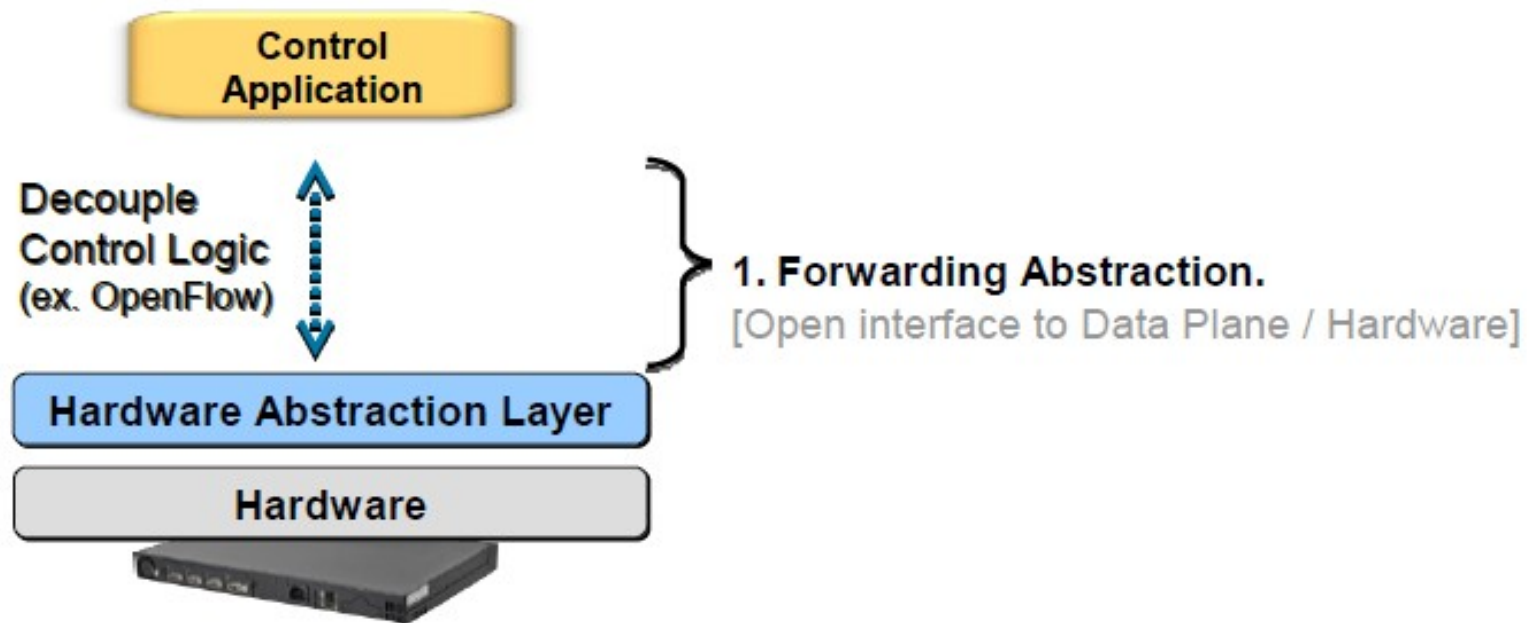 Control
Application
Decouple
Control Logic
(ex. OpenFlow)
1. Forwarding Abstraction.
[Open interface to Data Plane / Hardware]
Hardware Abstraction Layer
Hardware